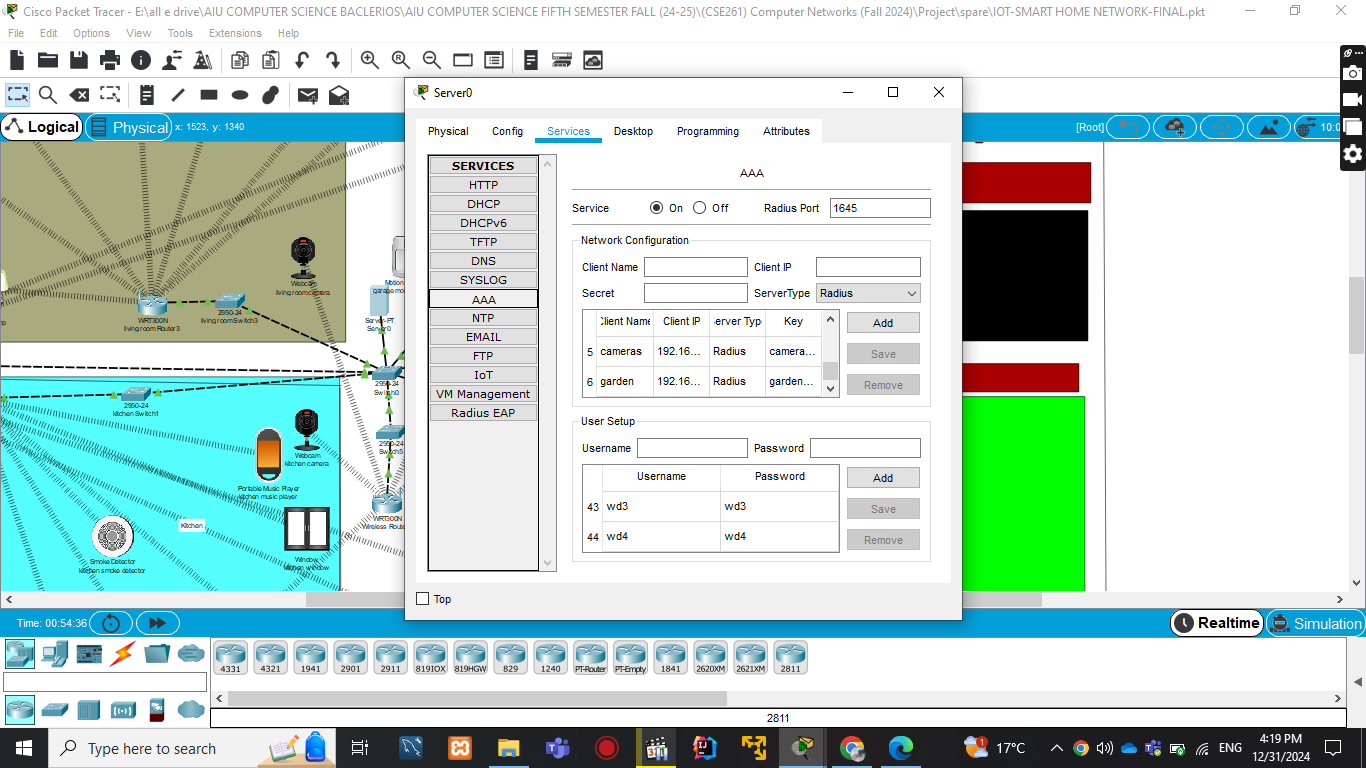 Cisco Packet Tracer - E:\all e drive\AIU COMPUTER SCIENCE BACLERIOS\AIU COMPUTER SCIENCE FIFTH SEMESTER FALL (24-25)\(CSE261) Computer Networks (Fall 2024)\Project\spare\IOT-SMART HOME NETWORK-FINAL.pkt
File Edit Options View Tools Extensions Help
Logical Physical x: 1523, y: 1340
[Root] 10:0
Webcam
living room camera
WRT300N
living room Router3
2950-24
living room Switch3
Motion
garage mo
Server-PT
Server0
2950-24
Switch0
2950-24
kitchen Switch1
2950-24
Switch5
Webcam
kitchen camera
Portable Music Player
kitchen music player
WRT300N
Wireless Route
Kitchen
Smoke Detector
kitchen smoke detector
Window
kitchen window
Server0
Physical Config Services Desktop Programming Attributes
SERVICES
HTTP
DHCP
DHCPv6
TFTP
DNS
SYSLOG
AAA
NTP
EMAIL
FTP
IoT
VM Management
Radius EAP
AAA
Service On Off Radius Port 1645
Network Configuration
Client Name Client IP
Secret ServerType Radius
Client Name Client IP erver Typ Key
5 cameras 192.16... Radius camera...
6 garden 192.16... Radius garden...
Add
Save
Remove
User Setup
Username Password
Username Password
43 wd3 wd3
44 wd4 wd4
Add
Save
Remove
Top
Time: 00:54:36
Realtime Simulation
4331 4321 1941 2901 2911 819IOX 819HGW 829 1240 PT-Router PT-Empty 1841 2620XM 2621XM 2811
2811
Type here to search
1
17°C
ENG
4:19 PM
12/31/2024